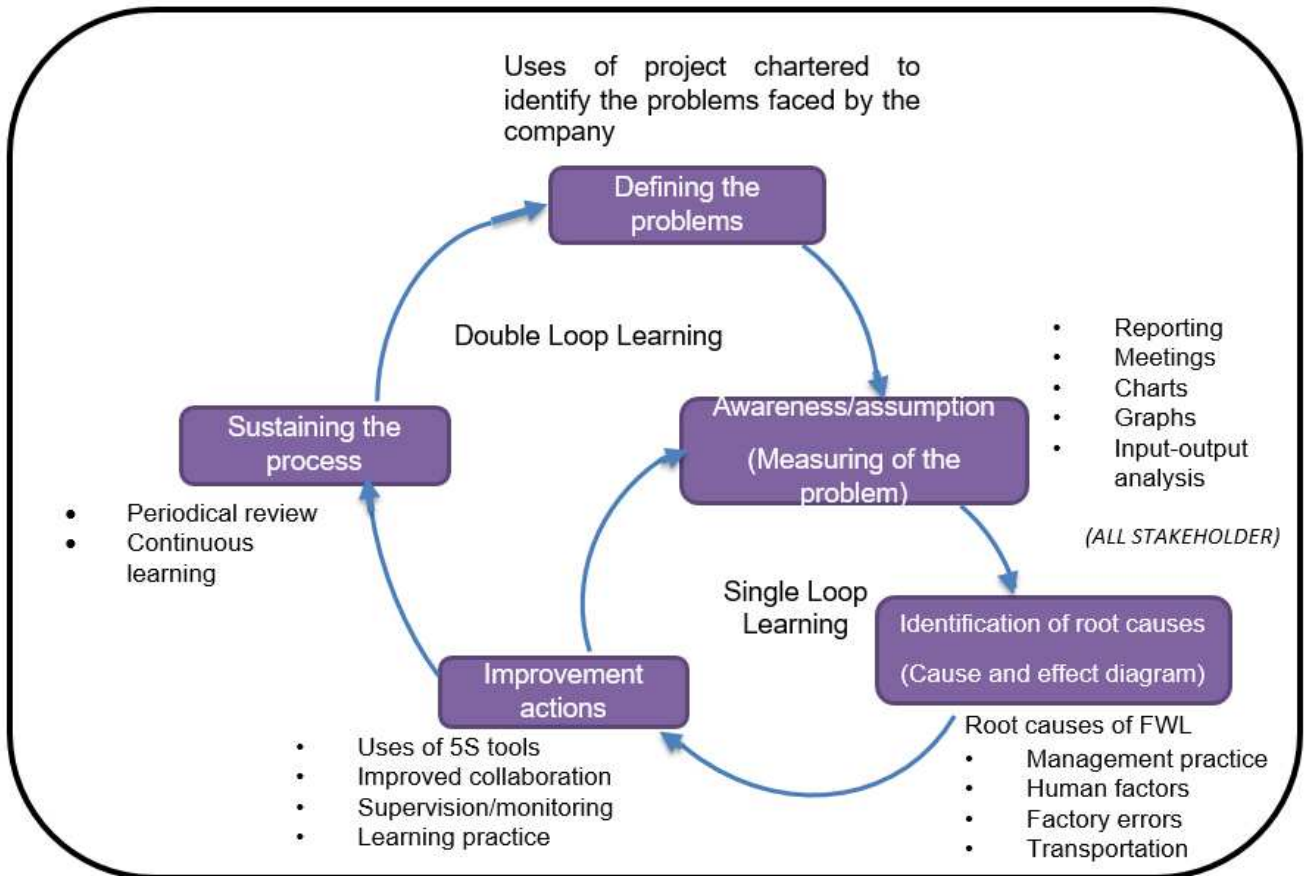 Uses of project chartered to
identify the problems faced by the
company
Defining the
problems
Double Loop Learning
• Reporting
• Meetings
• Charts
• Graphs
• Input-output
analysis
(ALL STAKEHOLDER)
Awareness/assumption
(Measuring of the
problem)
Sustaining the
process
• Periodical review
• Continuous
learning
Single Loop
Learning
Identification of root causes
(Cause and effect diagram)
Improvement
actions
• Uses of 5S tools
• Improved collaboration
• Supervision/monitoring
• Learning practice
Root causes of FWL
• Management practice
• Human factors
• Factory errors
• Transportation